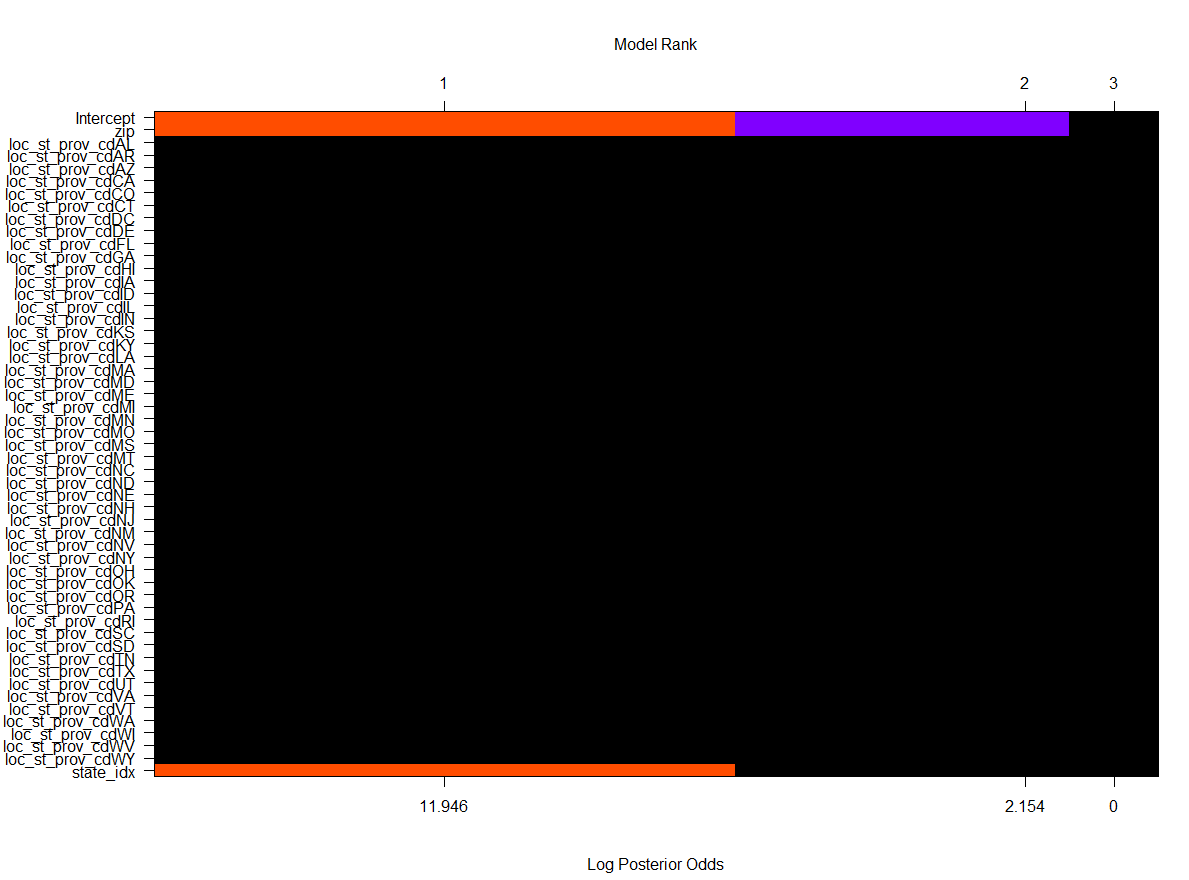 Model Rank
1 2 3
Intercept
zip
loc_st_prov_cdAL
loc_st_prov_cdAR
loc_st_prov_cdAZ
loc_st_prov_cdCA
loc_st_prov_cdCO
loc_st_prov_cdCT
loc_st_prov_cdDC
loc_st_prov_cdDE
loc_st_prov_cdFL
loc_st_prov_cdGA
loc_st_prov_cdHI
loc_st_prov_cdIA
loc_st_prov_cdID
loc_st_prov_cdIL
loc_st_prov_cdIN
loc_st_prov_cdKS
loc_st_prov_cdKY
loc_st_prov_cdLA
loc_st_prov_cdMA
loc_st_prov_cdMD
loc_st_prov_cdME
loc_st_prov_cdMI
loc_st_prov_cdMN
loc_st_prov_cdMO
loc_st_prov_cdMS
loc_st_prov_cdMT
loc_st_prov_cdNC
loc_st_prov_cdND
loc_st_prov_cdNE
loc_st_prov_cdNH
loc_st_prov_cdNJ
loc_st_prov_cdNM
loc_st_prov_cdNV
loc_st_prov_cdNY
loc_st_prov_cdOH
loc_st_prov_cdOK
loc_st_prov_cdOR
loc_st_prov_cdPA
loc_st_prov_cdRI
loc_st_prov_cdSC
loc_st_prov_cdSD
loc_st_prov_cdTN
loc_st_prov_cdTX
loc_st_prov_cdUT
loc_st_prov_cdVA
loc_st_prov_cdVT
loc_st_prov_cdWA
loc_st_prov_cdWI
loc_st_prov_cdWV
loc_st_prov_cdWY
state_idx
11.946 2.154 0
Log Posterior Odds